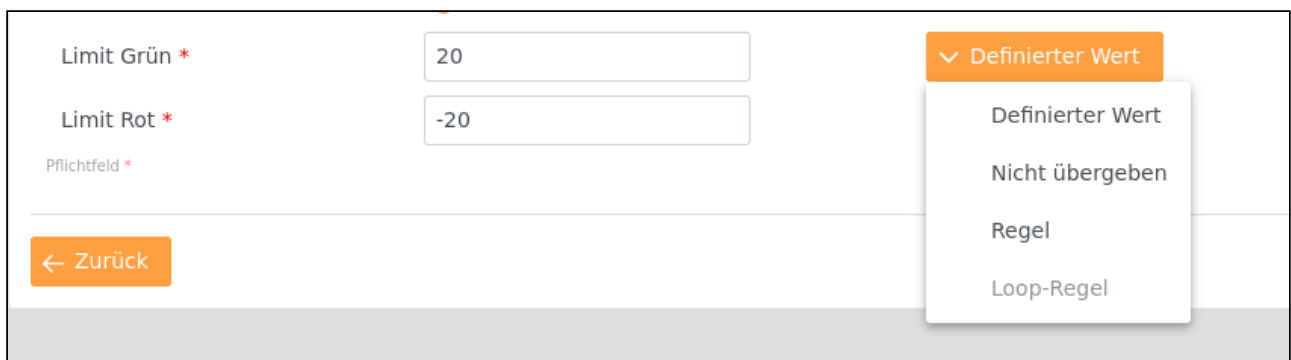 Limit Grün *
20
Definierter Wert
Limit Rot *
-20
Definierter Wert
Pflichtfeld *
Nicht übergeben
Regel
Zurück
Loop-Regel